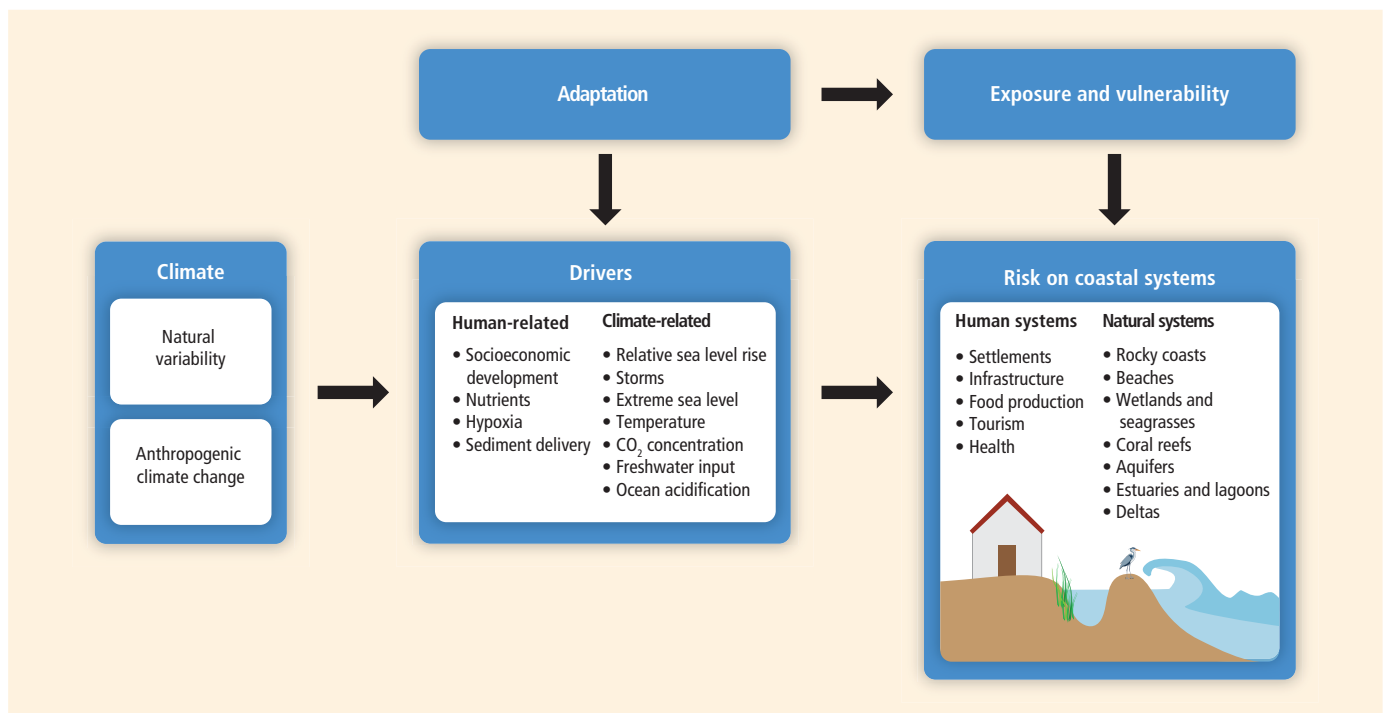 Adaptation
Exposure and vulnerability
Climate
Natural
variability
Anthropogenic
climate change
Drivers
Human-related
• Socioeconomic
development
• Nutrients
• Hypoxia
• Sediment delivery
Climate-related
• Relative sea level rise
• Storms
• Extreme sea level
• Temperature
• CO₂ concentration
• Freshwater input
• Ocean acidification
Risk on coastal systems
Human systems
• Settlements
• Infrastructure
• Food production
• Tourism
• Health
Natural systems
• Rocky coasts
• Beaches
• Wetlands and
seagrasses
• Coral reefs
• Aquifers
• Estuaries and lagoons
• Deltas